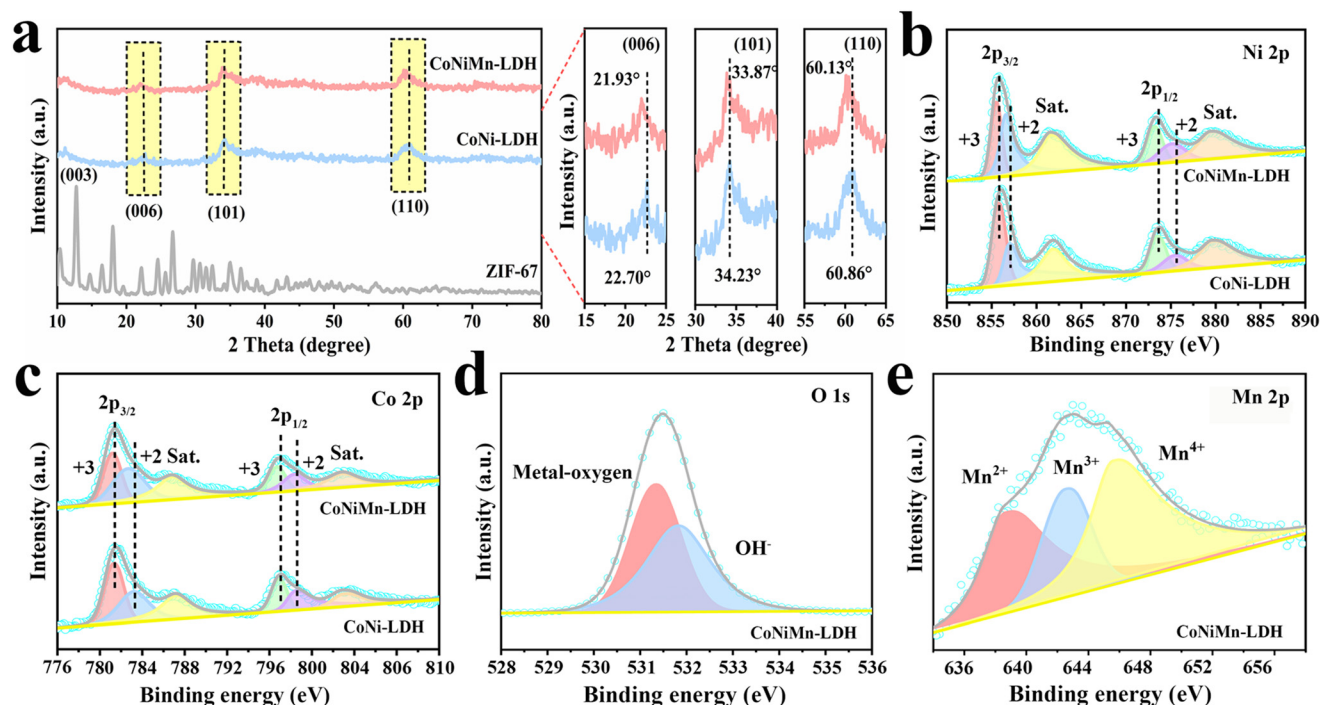 a
Intensity (a.u.)
CoNiMn-LDH
CoNi-LDH
(003)
(006)
(101)
(110)
ZIF-67
10 20 30 40 50 60 70 80
2 Theta (degree)
Intensity (a.u.)
(006)
(101)
(110)
21.93°
33.87°
60.13°
22.70°
34.23°
60.86°
15 20 25
30 35 40
55 60 65
2 Theta (degree)
b
Ni 2p
Intensity (a.u.)
2p3/2
+3
+2
Sat.
2p1/2
+3
+2
Sat.
CoNiMn-LDH
CoNi-LDH
850 855 860 865 870 875 880 885 890
Binding energy (eV)
c
Co 2p
Intensity (a.u.)
2p3/2
+3
+2 Sat.
2p1/2
+3
+2
Sat.
CoNiMn-LDH
CoNi-LDH
776 780 784 788 792 796 800 804 806 810
Binding energy (eV)
d
O 1s
Intensity (a.u.)
Metal-oxygen
OH-
CoNiMn-LDH
528 529 530 531 532 533 534 535 536
Binding energy (eV)
e
Mn 2p
Intensity (a.u.)
Mn2+
Mn3+
Mn4+
CoNiMn-LDH
636 640 644 648 652 656
Binding energy (eV)